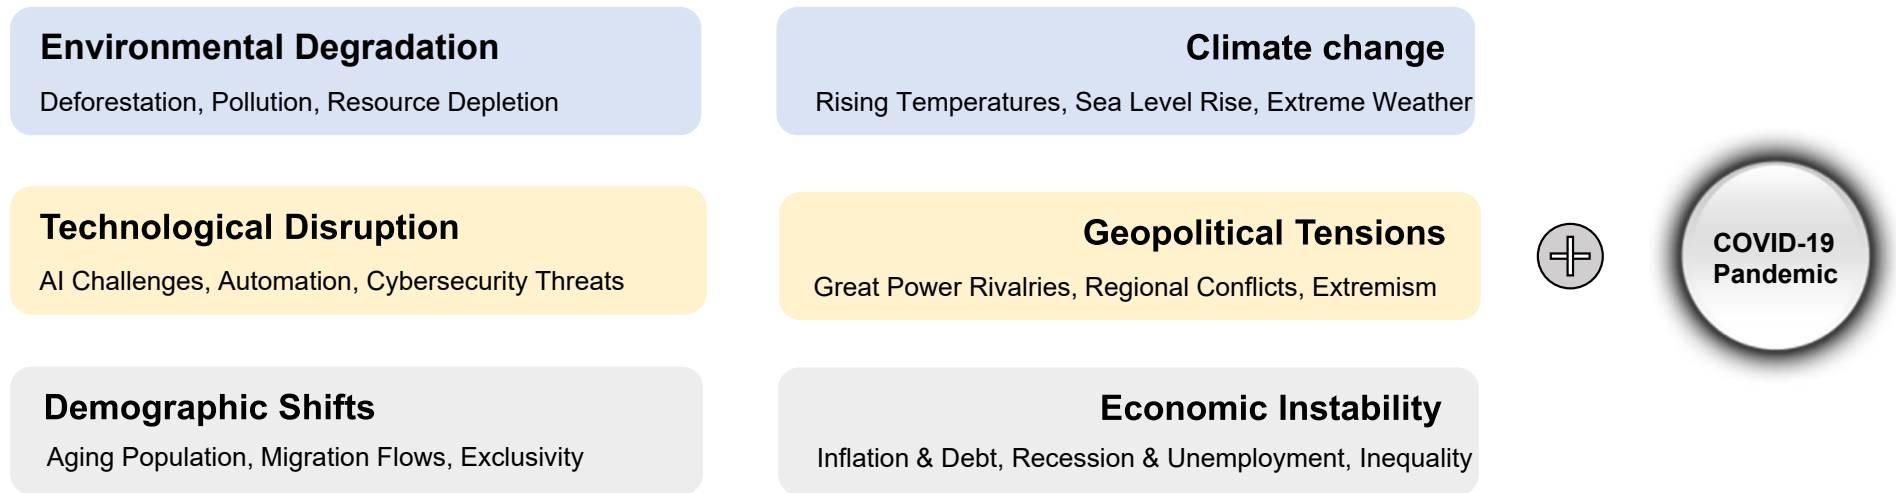 Environmental Degradation
Deforestation, Pollution, Resource Depletion
Climate change
Rising Temperatures, Sea Level Rise, Extreme Weather
Technological Disruption
AI Challenges, Automation, Cybersecurity Threats
Geopolitical Tensions
Great Power Rivalries, Regional Conflicts, Extremism
Demographic Shifts
Aging Population, Migration Flows, Exclusivity
Economic Instability
Inflation & Debt, Recession & Unemployment, Inequality
COVID-19
Pandemic